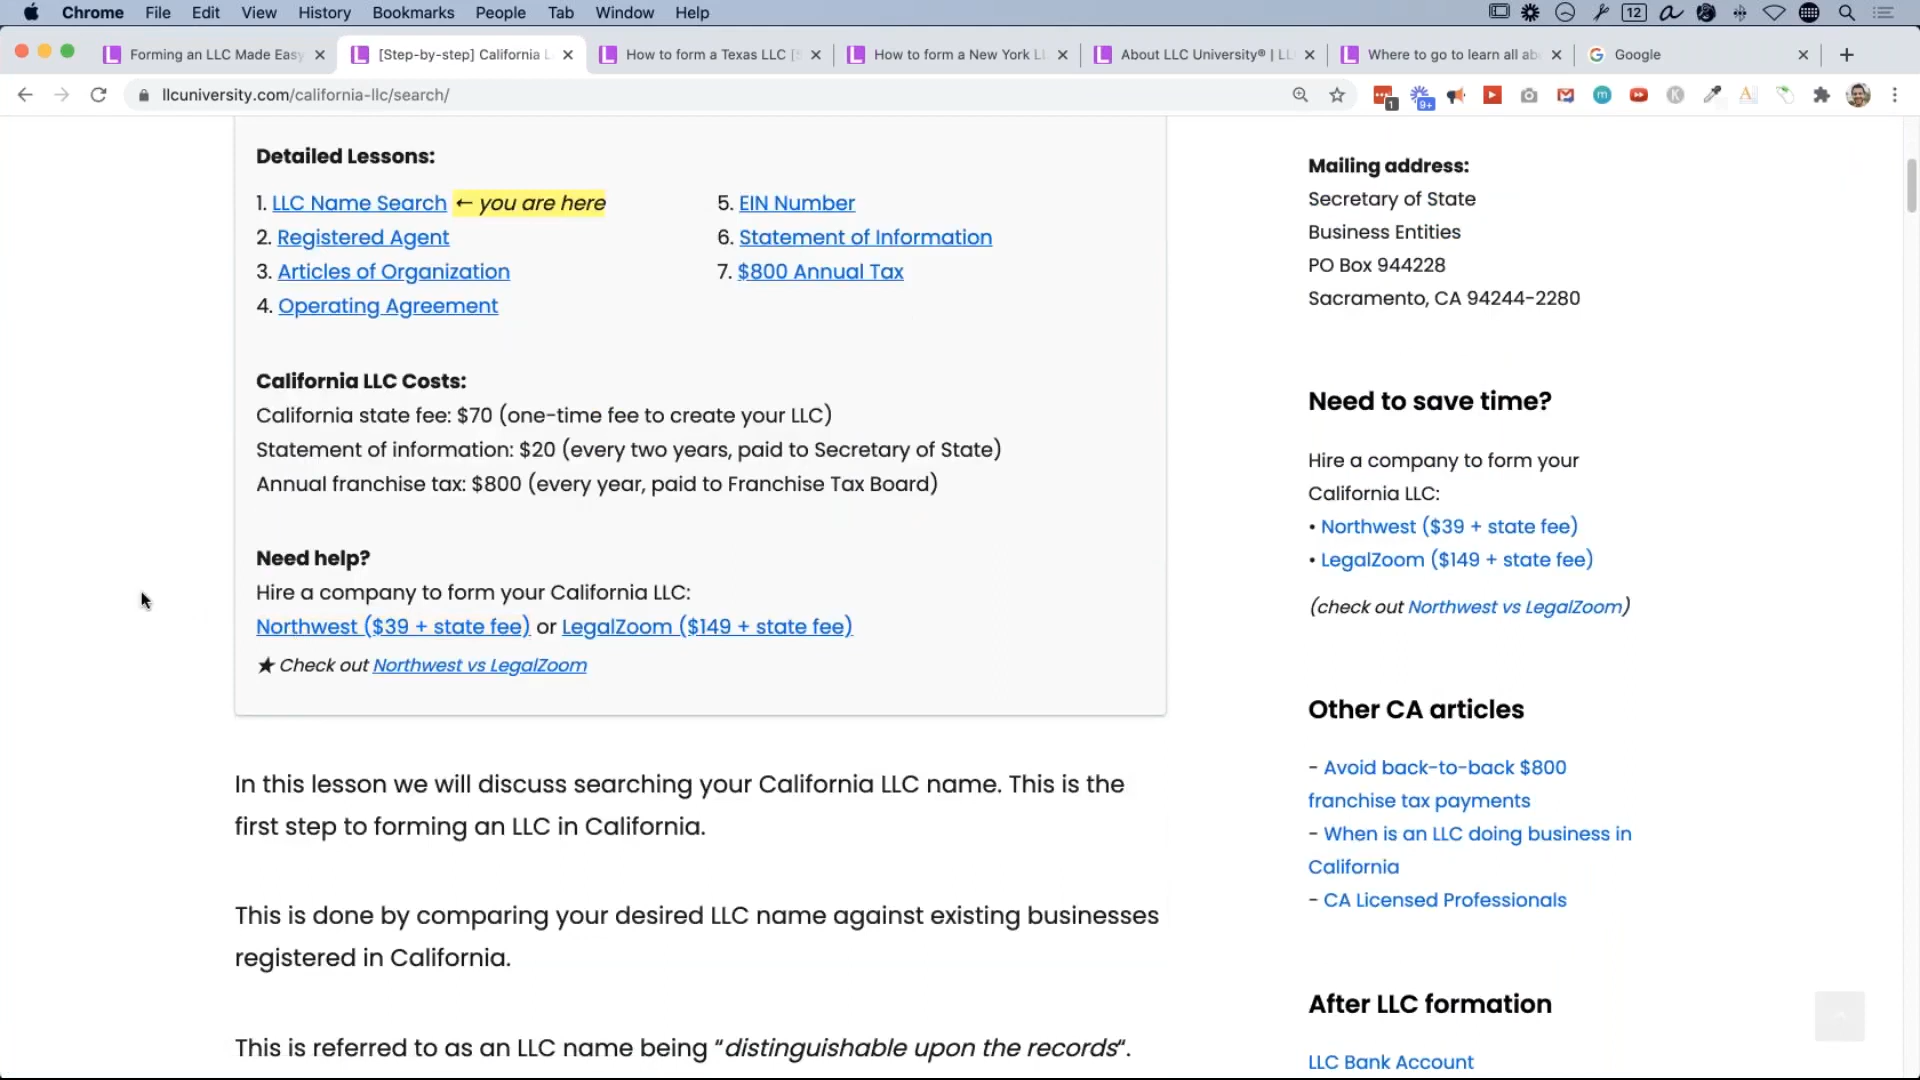 Chrome File Edit View History Bookmarks People Tab Window Help
12
Forming an LLC Made Easy
[Step-by-step] California L
How to form a Texas LLC [S
How to form a New York LL
About LLC University® | LL
Where to go to learn all ab
Google
llcuniversity.com/california-llc/search/
1
9+
Detailed Lessons:
1. LLC Name Search ← you are here
2. Registered Agent
3. Articles of Organization
4. Operating Agreement
5. EIN Number
6. Statement of Information
7. $800 Annual Tax
California LLC Costs:
California state fee: $70 (one-time fee to create your LLC)
Statement of information: $20 (every two years, paid to Secretary of State)
Annual franchise tax: $800 (every year, paid to Franchise Tax Board)
Need help?
Hire a company to form your California LLC:
Northwest ($39 + state fee) or LegalZoom ($149 + state fee)
★ Check out Northwest vs LegalZoom
In this lesson we will discuss searching your California LLC name. This is the
first step to forming an LLC in California.
This is done by comparing your desired LLC name against existing businesses
registered in California.
This is referred to as an LLC name being “distinguishable upon the records“.
Mailing address:
Secretary of State
Business Entities
PO Box 944228
Sacramento, CA 94244-2280
Need to save time?
Hire a company to form your
California LLC:
• Northwest ($39 + state fee)
• LegalZoom ($149 + state fee)
(check out Northwest vs LegalZoom)
Other CA articles
- Avoid back-to-back $800
franchise tax payments
- When is an LLC doing business in
California
- CA Licensed Professionals
After LLC formation
LLC Bank Account